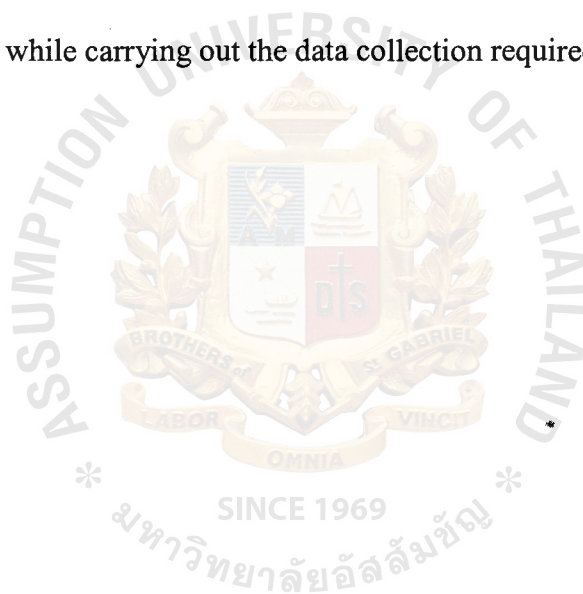 while carrying out the data collection require
ASSUMPTION UNIVERSITY OF THAILAND
A M
D S
BROTHERS of St GABRIEL
LABOR OMNIA VINCIT
SINCE 1969
* มหาวิทยาลัยอัสสัมชัญ *